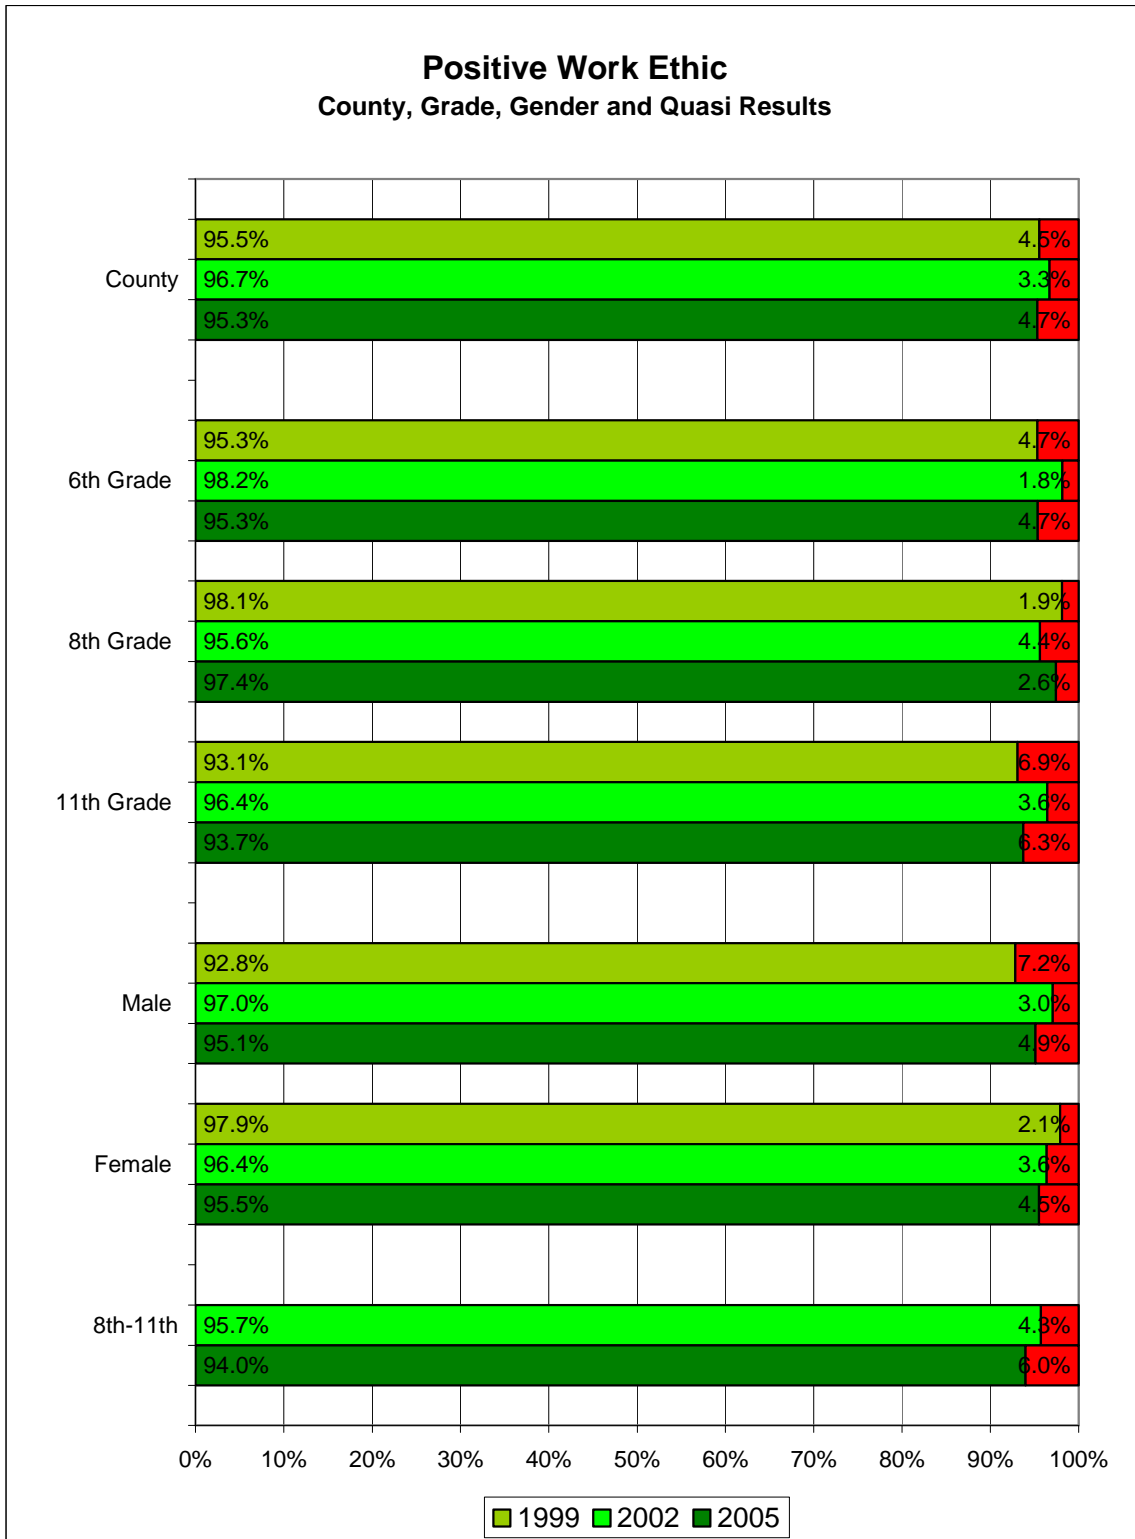 Positive Work Ethic
County, Grade, Gender and Quasi Results
95.5% 4.5%
County 96.7% 3.3%
95.3% 4.7%
95.3% 4.7%
6th Grade 98.2% 1.8%
95.3% 4.7%
98.1% 1.9%
8th Grade 95.6% 4.4%
97.4% 2.6%
93.1% 6.9%
11th Grade 96.4% 3.6%
93.7% 6.3%
92.8% 7.2%
Male 97.0% 3.0%
95.1% 4.9%
97.9% 2.1%
Female 96.4% 3.6%
95.5% 4.5%
8th-11th 95.7% 4.3%
94.0% 6.0%
0% 10% 20% 30% 40% 50% 60% 70% 80% 90% 100%
1999 2002 2005